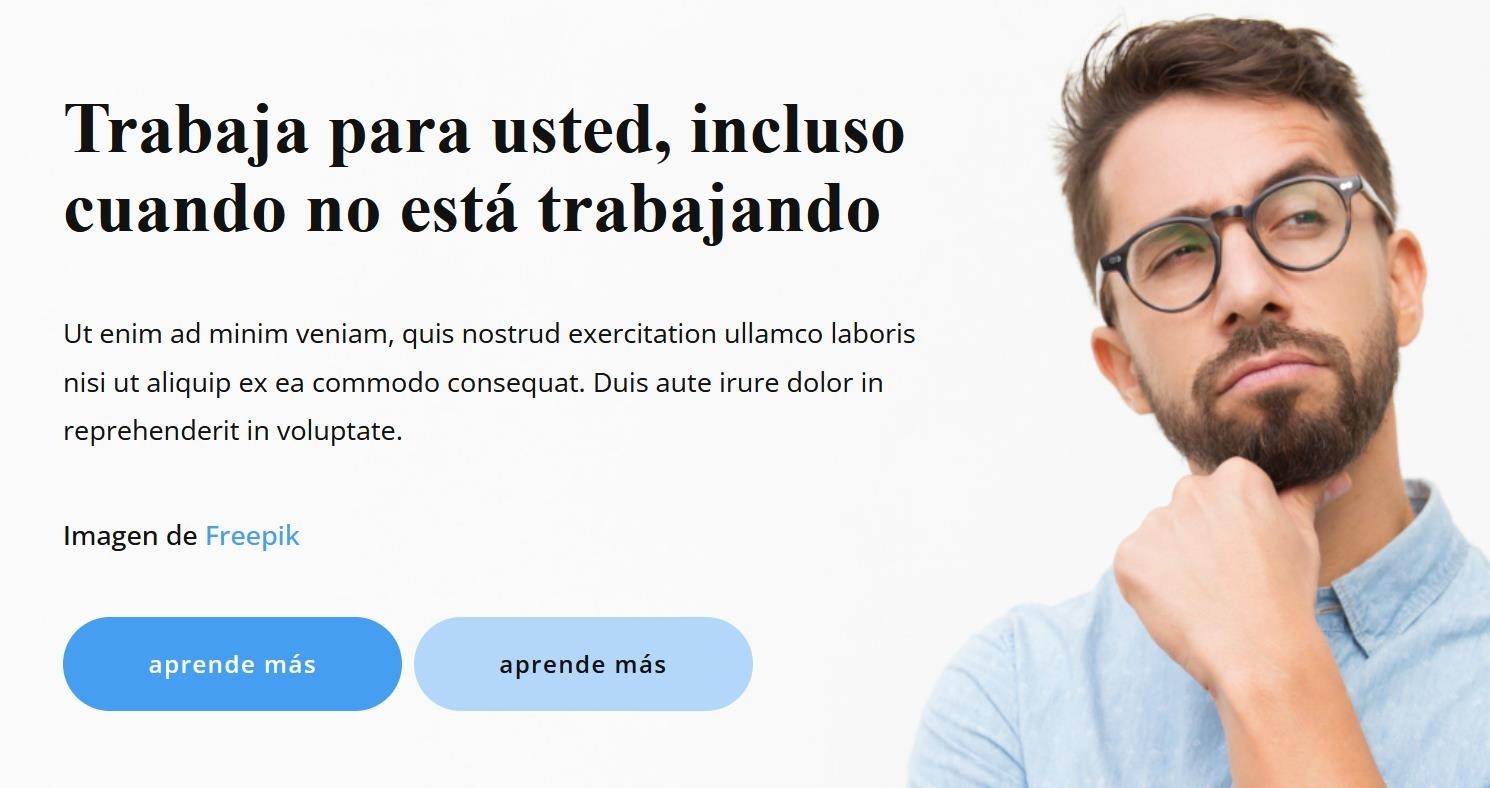 Trabaja para usted, incluso
cuando no está trabajando
Ut enim ad minim veniam, quis nostrud exercitation ullamco laboris
nisi ut aliquip ex ea commodo consequat. Duis aute irure dolor in
reprehenderit in voluptate.
Imagen de Freepik
aprende más aprende más